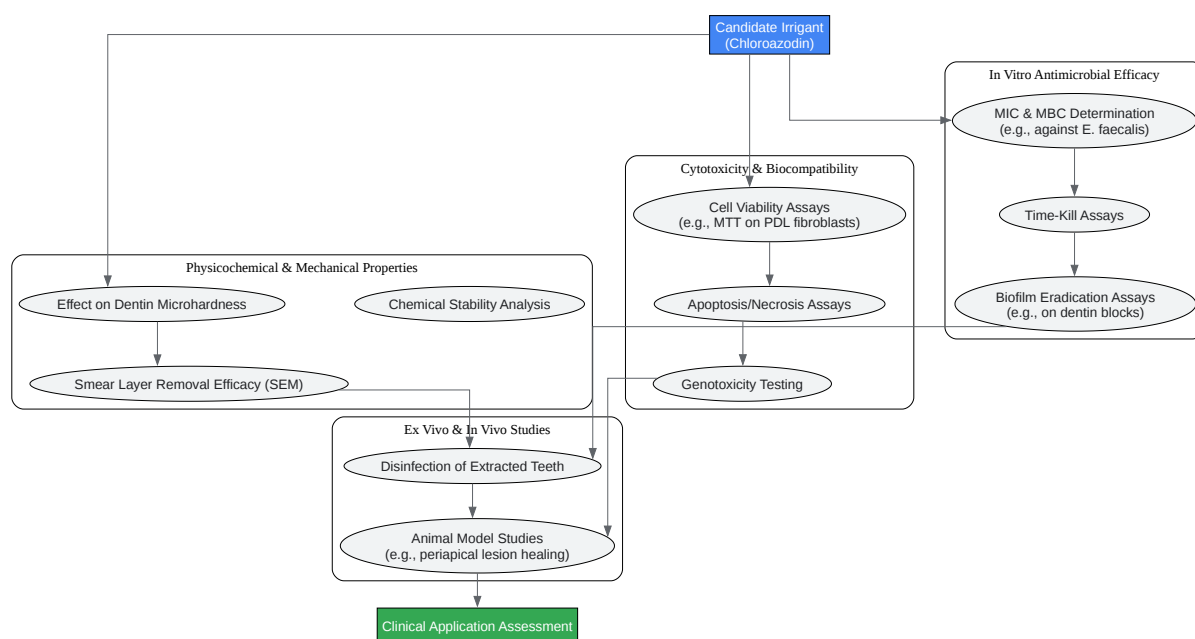 Candidate Irrigant
(Chloroazodin)
In Vitro Antimicrobial Efficacy
MIC & MBC Determination
(e.g., against E. faecalis)
Time-Kill Assays
Biofilm Eradication Assays
(e.g., on dentin blocks)
Cytotoxicity & Biocompatibility
Cell Viability Assays
(e.g., MTT on PDL fibroblasts)
Apoptosis/Necrosis Assays
Genotoxicity Testing
Physicochemical & Mechanical Properties
Effect on Dentin Microhardness
Chemical Stability Analysis
Smear Layer Removal Efficacy (SEM)
Ex Vivo & In Vivo Studies
Disinfection of Extracted Teeth
Animal Model Studies
(e.g., periapical lesion healing)
Clinical Application Assessment